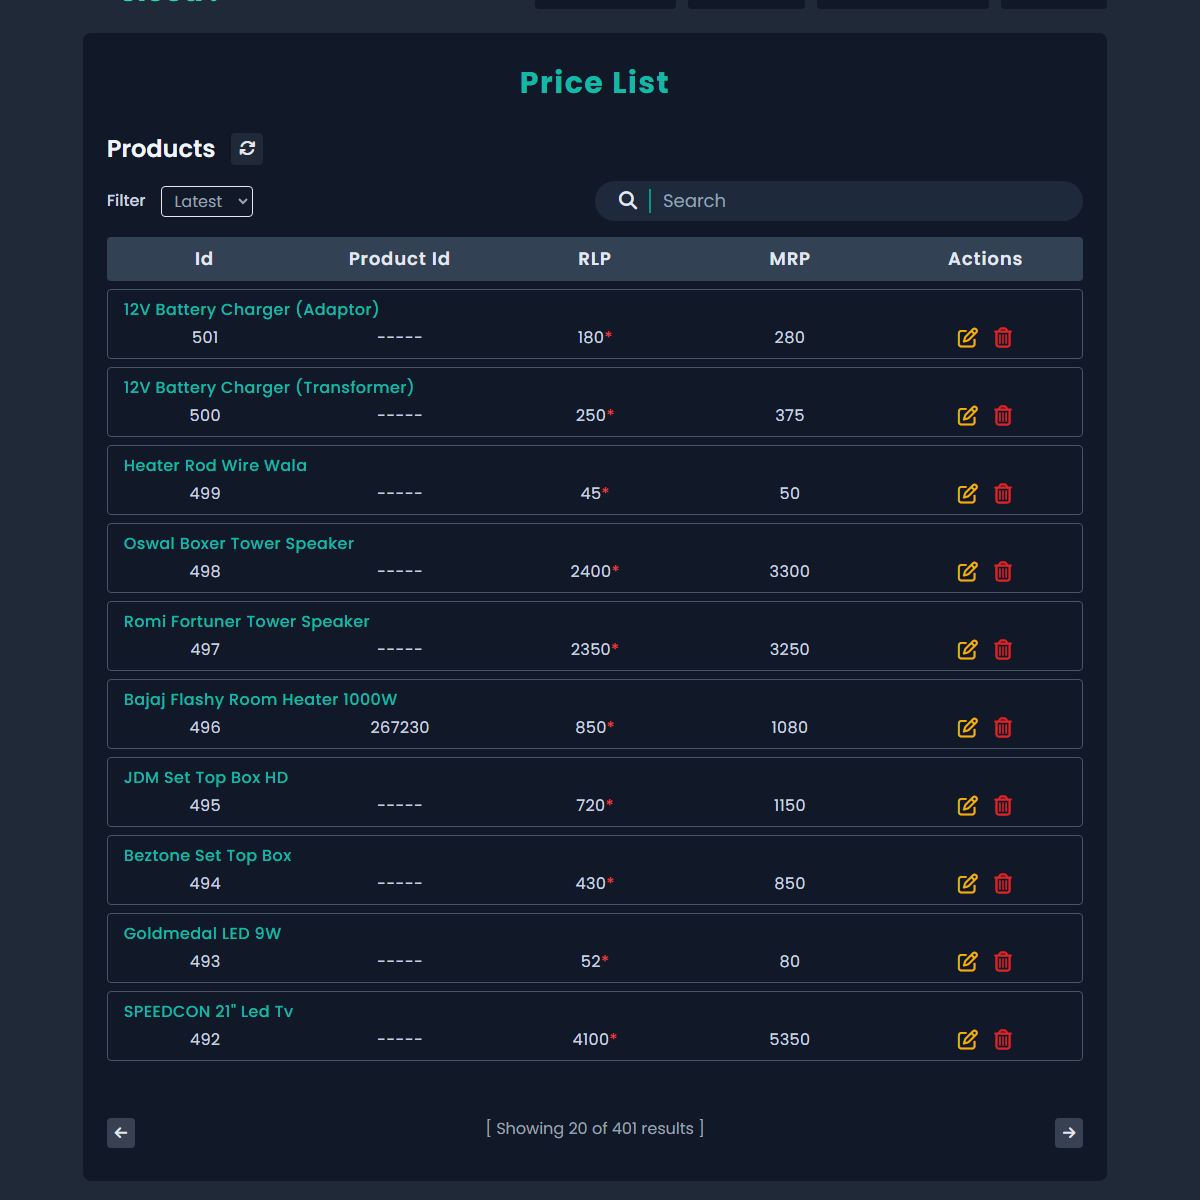 Price List
Products
Filter Latest Search
Id Product Id RLP MRP Actions
12V Battery Charger (Adaptor)
501 ----- 180* 280
12V Battery Charger (Transformer)
500 ----- 250* 375
Heater Rod Wire Wala
499 ----- 45* 50
Oswal Boxer Tower Speaker
498 ----- 2400* 3300
Romi Fortuner Tower Speaker
497 ----- 2350* 3250
Bajaj Flashy Room Heater 1000W
496 267230 850* 1080
JDM Set Top Box HD
495 ----- 720* 1150
Beztone Set Top Box
494 ----- 430* 850
Goldmedal LED 9W
493 ----- 52* 80
SPEEDCON 21" Led Tv
492 ----- 4100* 5350
[ Showing 20 of 401 results ]